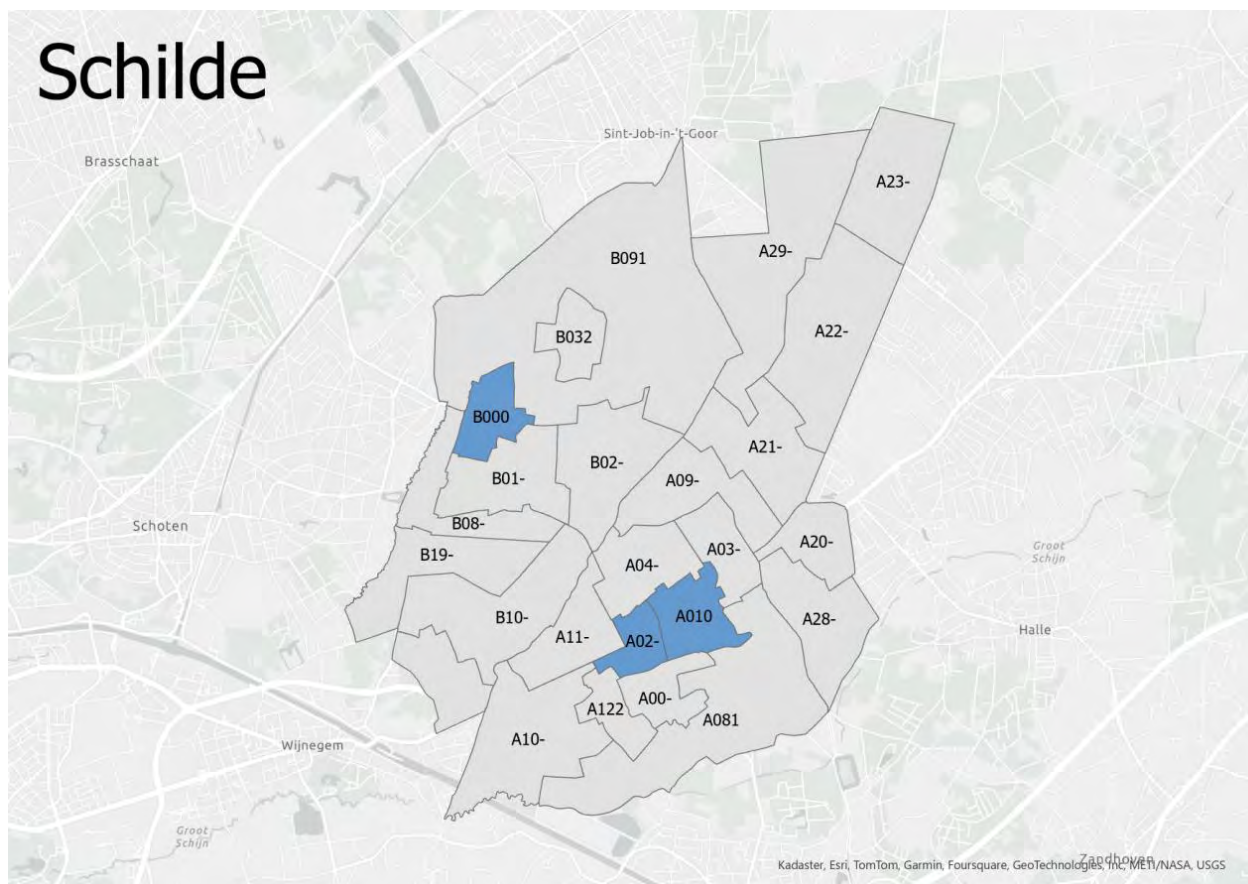 Schilde
Sint-Job-in-'t-Goor
Brasschaat
A23-
A29-
B091
A22-
B032
B000
A21-
B02-
A09-
B01-
Schoten
B08-
A20-
A03-
Groot
Schijn
B19-
A04-
B10-
A010
A28-
Halle
A11-
A02-
A00-
A122
A081
A10-
Wijnegem
Groot
Schijn
Zandhoven
Kadaster, Esri, TomTom, Garmin, Foursquare, GeoTechnologies, Inc, METI/NASA, USGS